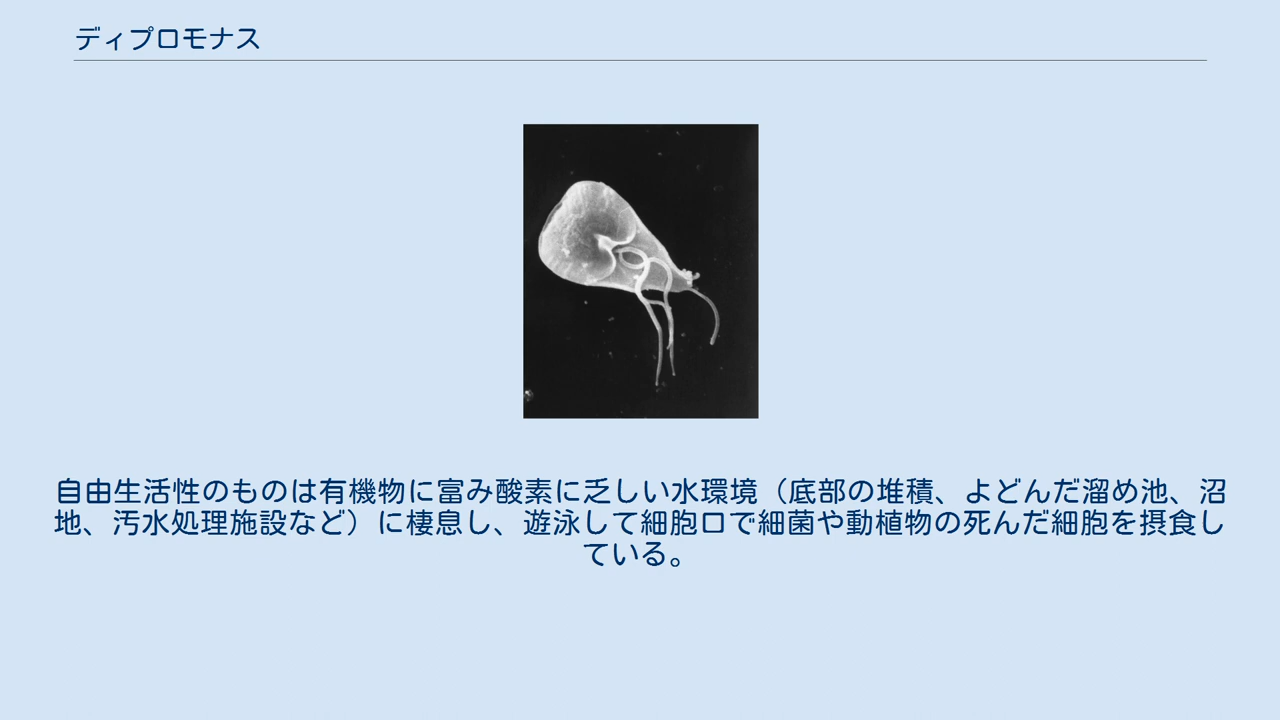 ディプロモナス
自由生活性のものは有機物に富み酸素に乏しい水環境（底部の堆積、よどんだ溜め池、沼
地、汚水処理施設など）に棲息し、遊泳して細胞口で細菌や動植物の死んだ細胞を摂食し
ている。